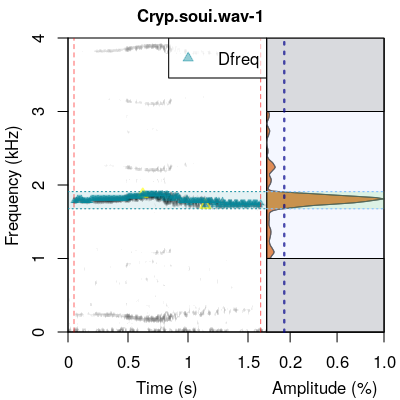 Cryp.soui.wav-1
Dfreq
Frequency (kHz)
4
3
2
1
0
0 0.5 1 1.5 0.2 0.6 1.0
Time (s) Amplitude (%)